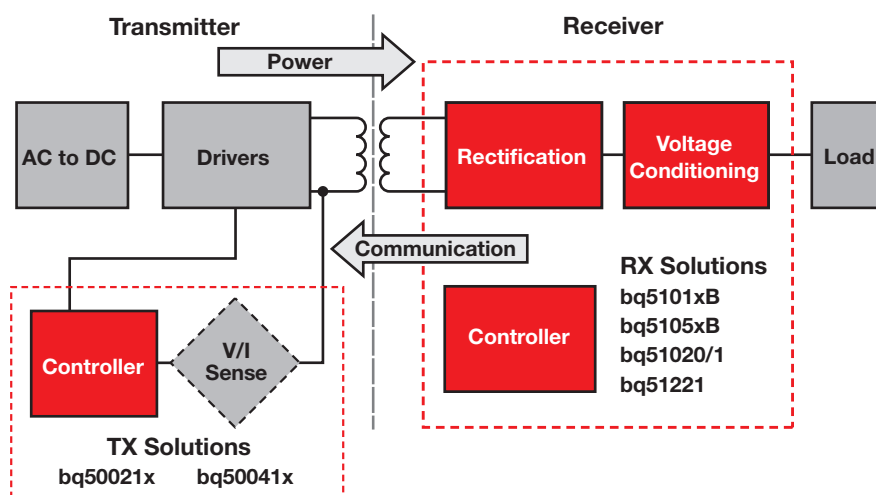 Transmitter
Receiver
Power
AC to DC
Drivers
Rectification
Voltage
Conditioning
Load
Communication
Controller
V/I
Sense
TX Solutions
bq50021x bq50041x
Controller
RX Solutions
bq5101xB
bq5105xB
bq51020/1
bq51221